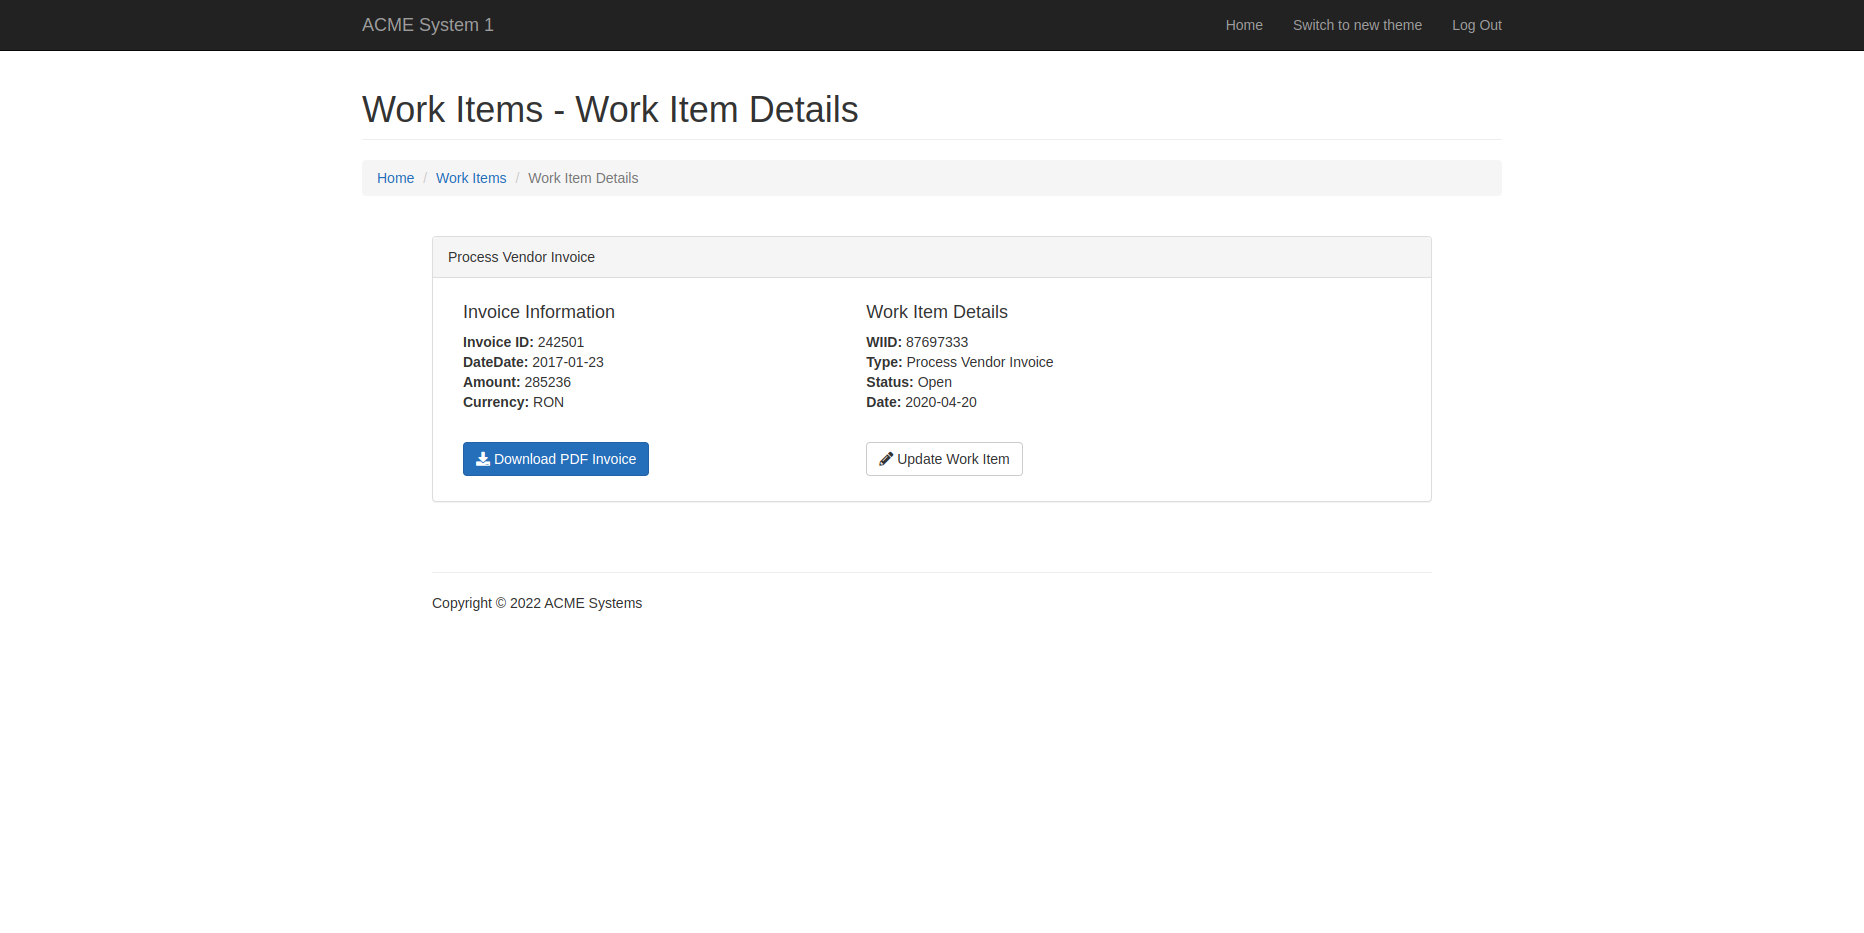 ACME System 1
Home
Switch to new theme
Log Out
Work Items - Work Item Details
Home / Work Items / Work Item Details
Process Vendor Invoice
Invoice Information
Invoice ID: 242501
DateDate: 2017-01-23
Amount: 285236
Currency: RON
Download PDF Invoice
Work Item Details
WIID: 87697333
Type: Process Vendor Invoice
Status: Open
Date: 2020-04-20
Update Work Item
Copyright © 2022 ACME Systems